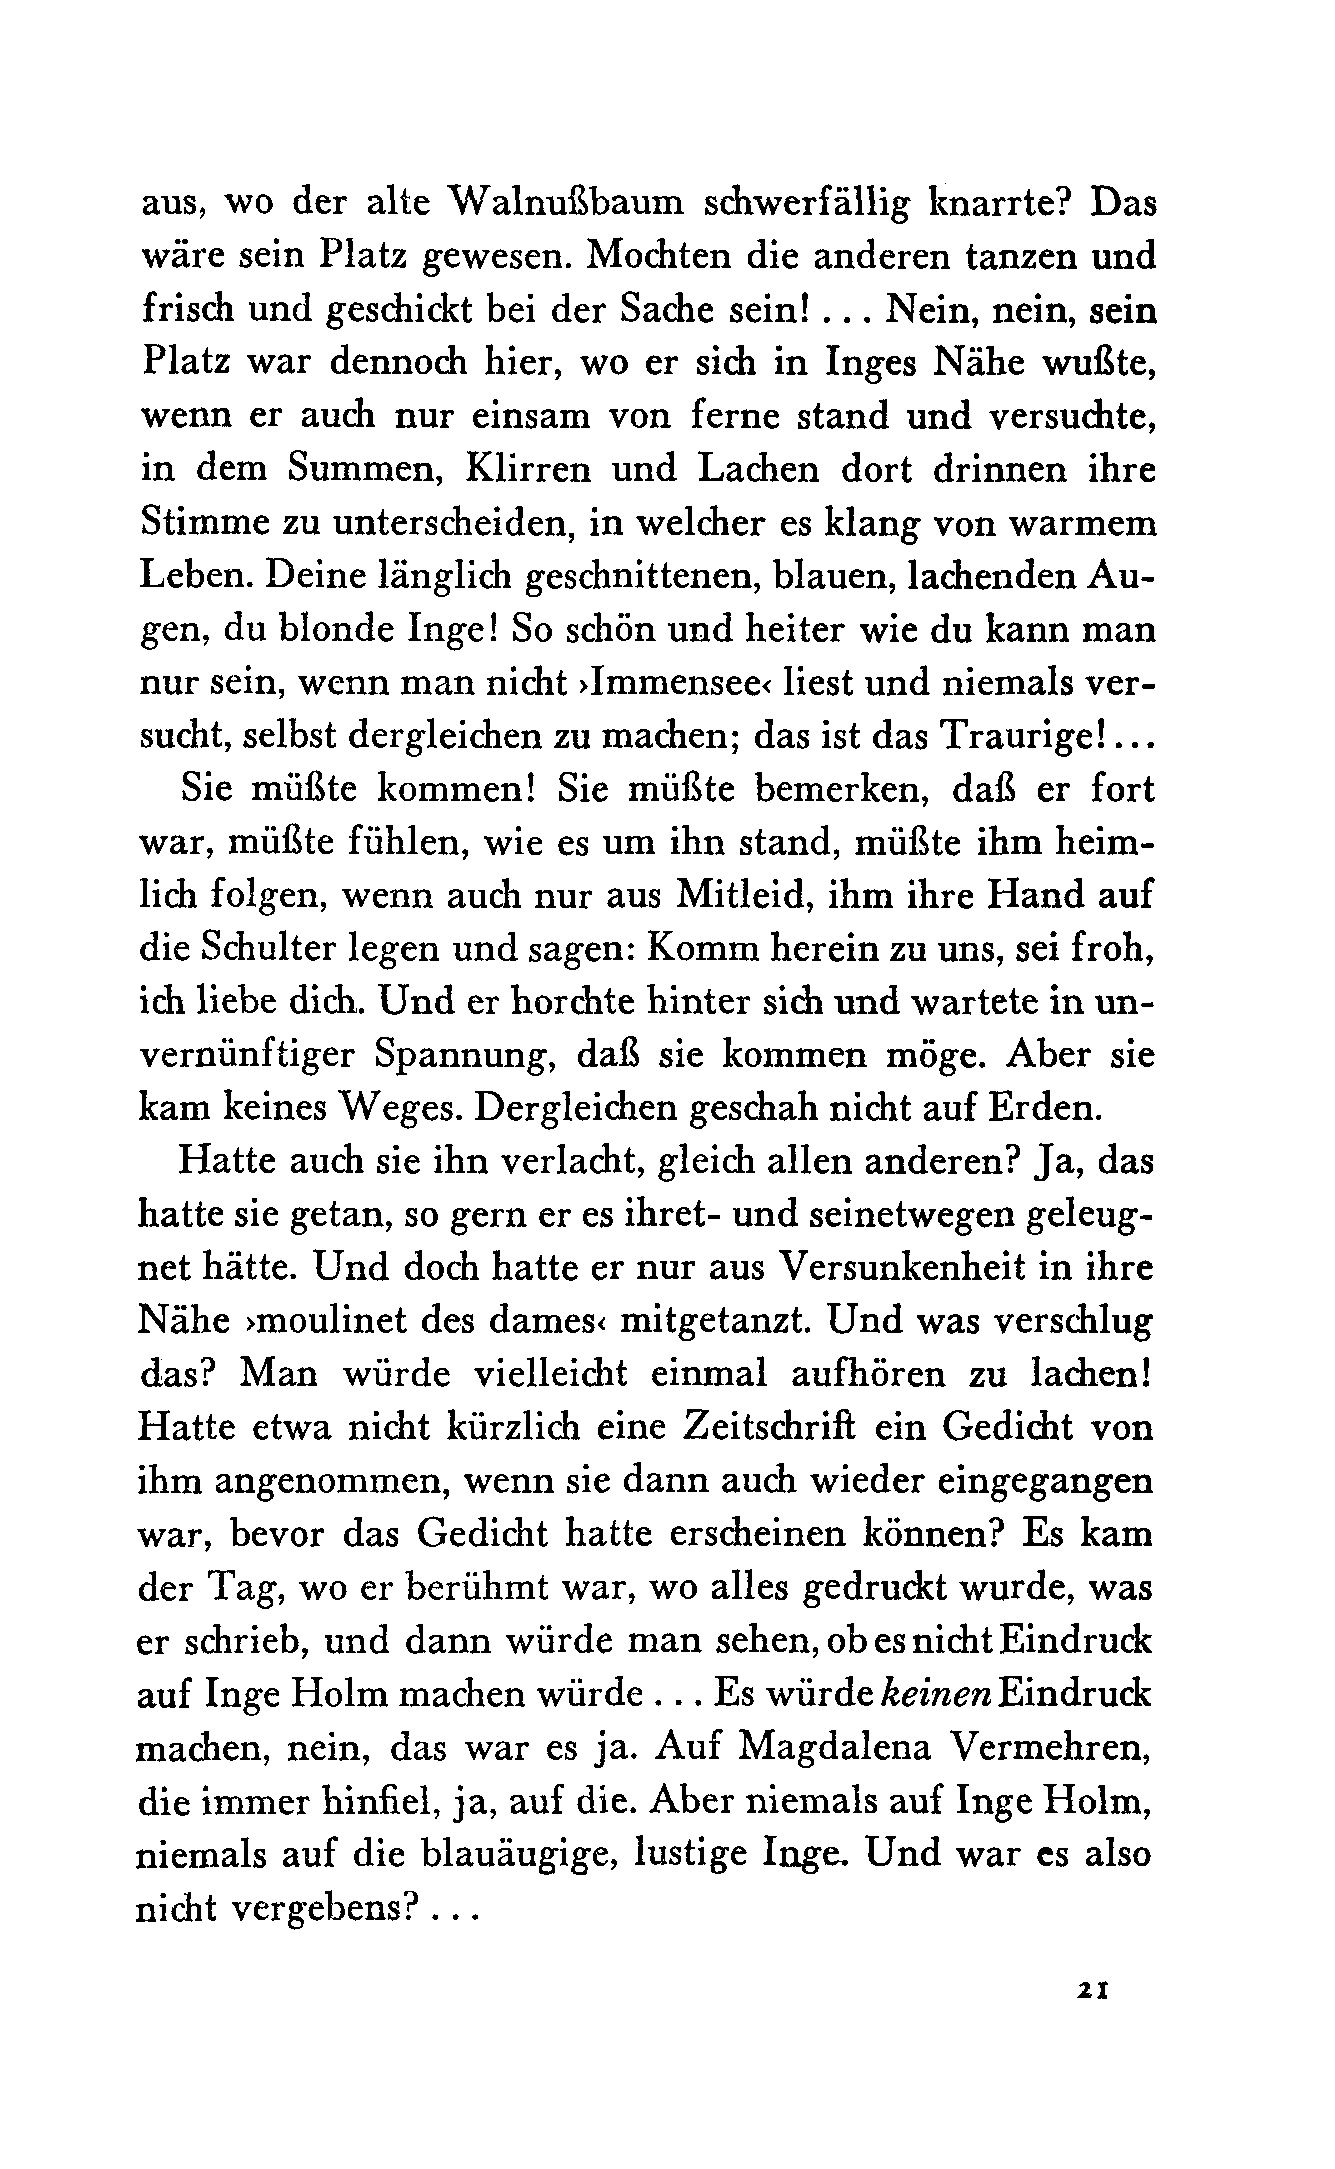 aus, wo der alte Walnußbaum schwerfällig knarrte? Das
wäre sein Platz gewesen. Mochten die anderen tanzen und
frisch und geschickt bei der Sache sein! . . . Nein, nein, sein
Platz war dennoch hier, wo er sich in Inges Nähe wußte,
wenn er auch nur einsam von ferne stand und versuchte,
in dem Summen, Klirren und Lachen dort drinnen ihre
Stimme zu unterscheiden, in welcher es klang von warmem
Leben. Deine länglich geschnittenen, blauen, lachenden Au-
gen, du blonde Inge! So schön und heiter wie du kann man
nur sein, wenn man nicht ›Immensee‹ liest und niemals ver-
sucht, selbst dergleichen zu machen; das ist das Traurige! . . .
Sie müßte kommen! Sie müßte bemerken, daß er fort
war, müßte fühlen, wie es um ihn stand, müßte ihm heim-
lich folgen, wenn auch nur aus Mitleid, ihm ihre Hand auf
die Schulter legen und sagen: Komm herein zu uns, sei froh,
ich liebe dich. Und er horchte hinter sich und wartete in un-
vernünftiger Spannung, daß sie kommen möge. Aber sie
kam keines Weges. Dergleichen geschah nicht auf Erden.
Hatte auch sie ihn verlacht, gleich allen anderen? Ja, das
hatte sie getan, so gern er es ihret- und seinetwegen geleug-
net hätte. Und doch hatte er nur aus Versunkenheit in ihre
Nähe ›moulinet des dames‹ mitgetanzt. Und was verschlug
das? Man würde vielleicht einmal aufhören zu lachen!
Hatte etwa nicht kürzlich eine Zeitschrift ein Gedicht von
ihm angenommen, wenn sie dann auch wieder eingegangen
war, bevor das Gedicht hatte erscheinen können? Es kam
der Tag, wo er berühmt war, wo alles gedruckt wurde, was
er schrieb, und dann würde man sehen, ob es nicht Eindruck
auf Inge Holm machen würde . . . Es würde keinen Eindruck
machen, nein, das war es ja. Auf Magdalena Vermehren,
die immer hinfiel, ja, auf die. Aber niemals auf Inge Holm,
niemals auf die blauäugige, lustige Inge. Und war es also
nicht vergebens? . . .
21